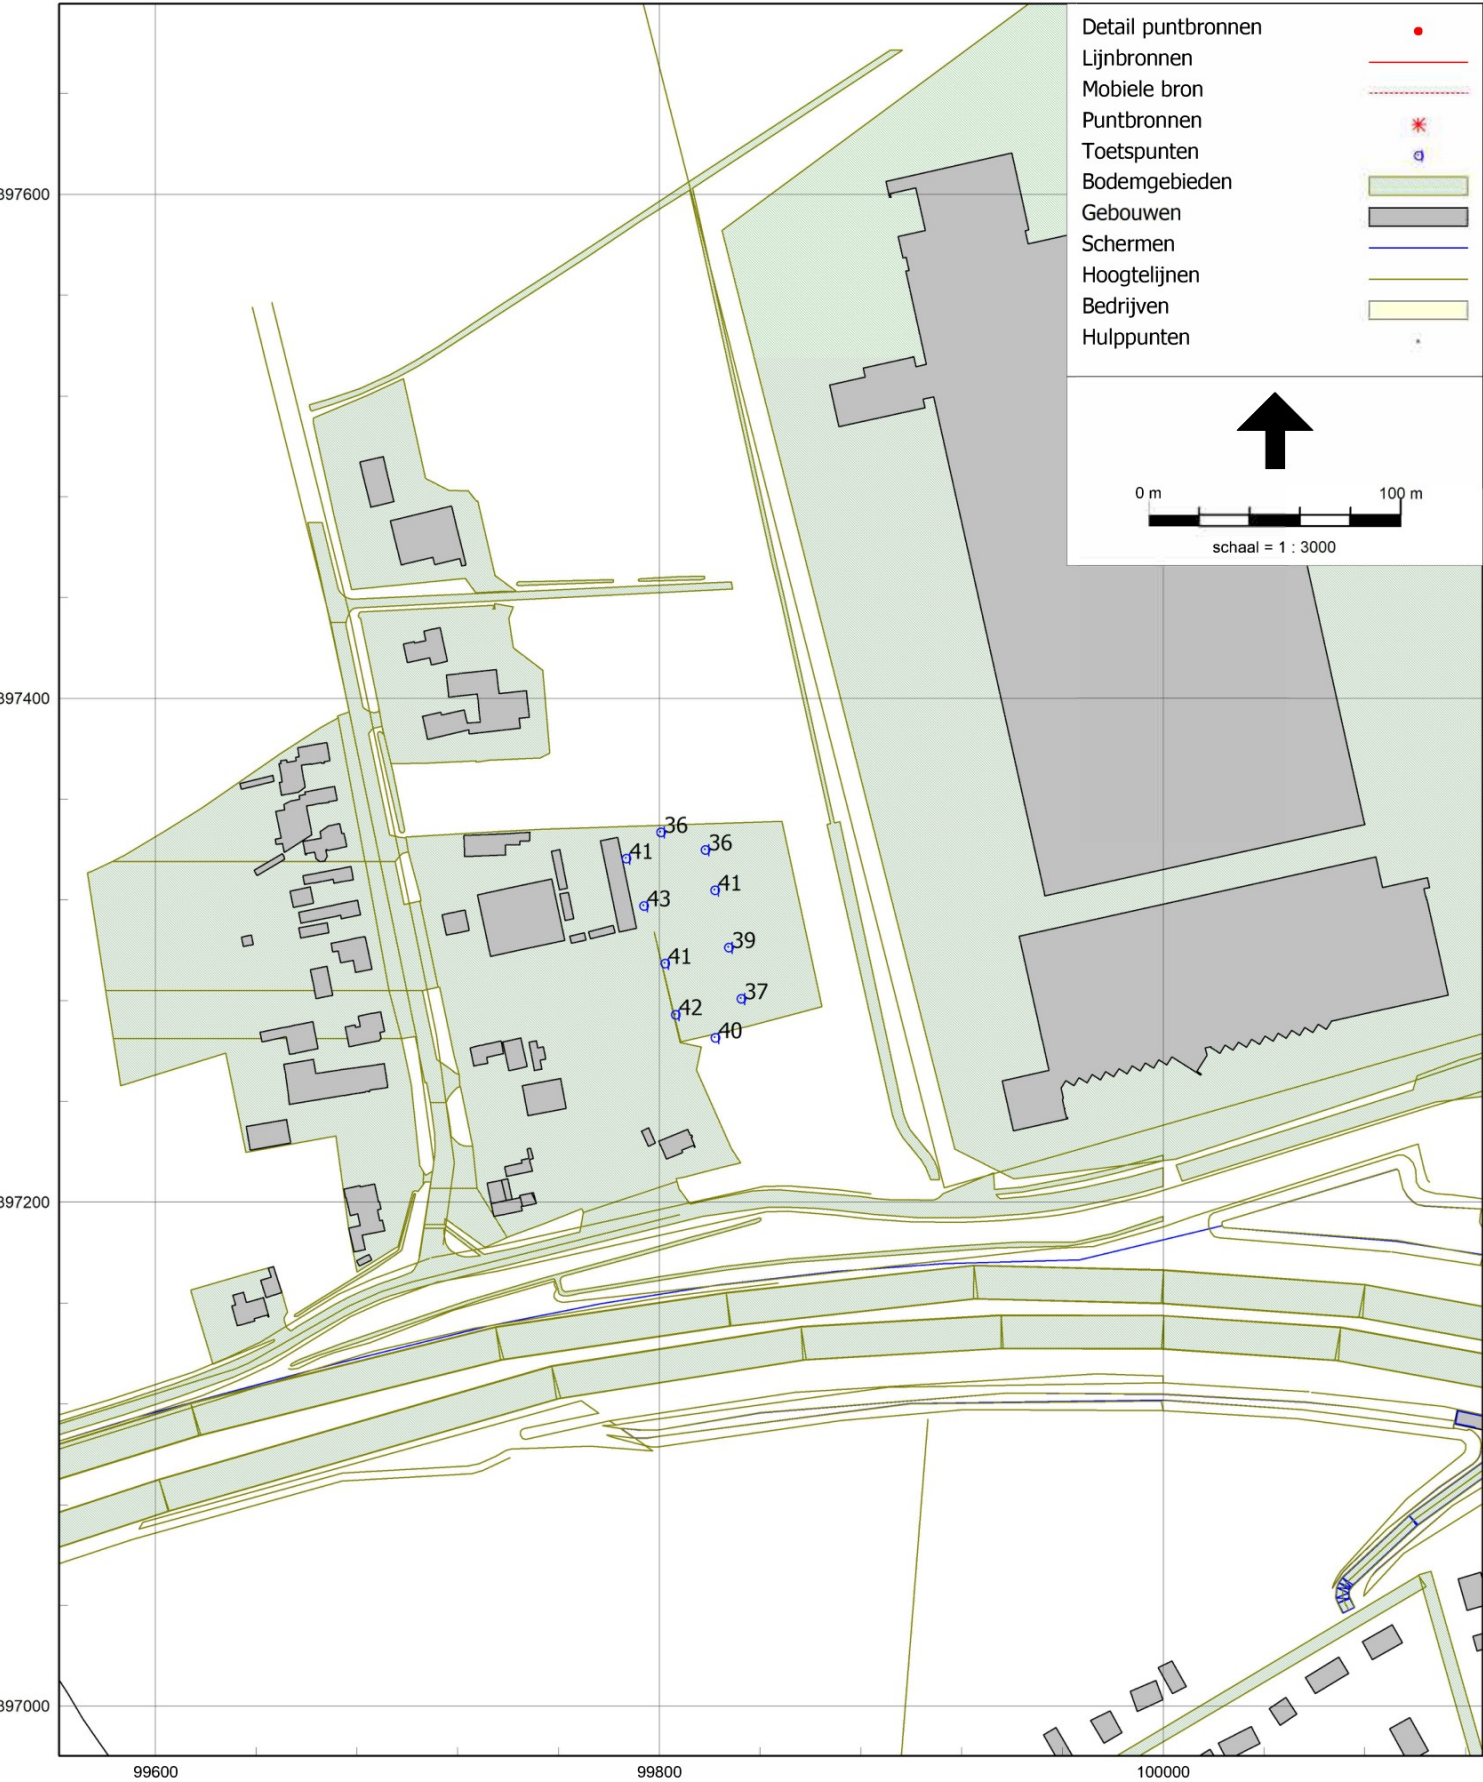 Detail puntbronnen
Lijnbronnen
Mobiele bron
Puntbronnen
Toetspunten
Bodemgebieden
Gebouwen
Schermen
Hoogtelijnen
Bedrijven
Hulppunten
0 m 100 m
schaal = 1 : 3000
397600
397400
36
36
41
41
43
39
41
37
42
40
397200
397000
99600 99800 100000